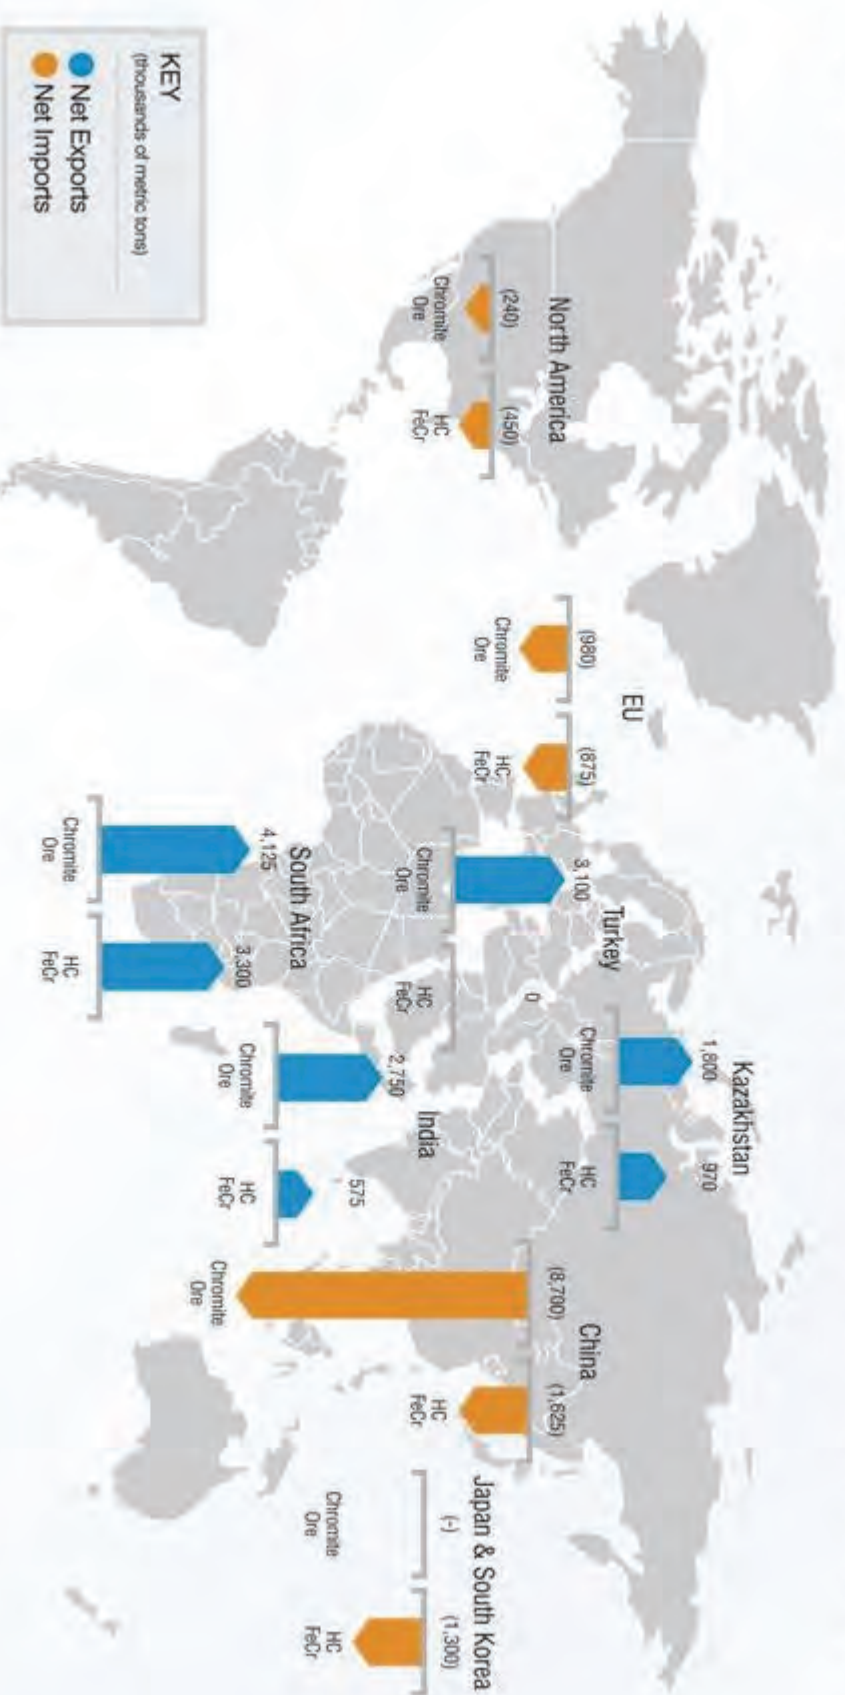 North America
(240)
(450)
Chromite
Ore
HC
FeCr
EU
(980)
(875)
Chromite
Ore
HC
FeCr
Turkey
3,100
0
Chromite
Ore
HC
FeCr
Kazakhstan
1,800
970
Chromite
Ore
HC
FeCr
South Africa
4,125
3,300
Chromite
Ore
HC
FeCr
India
2,750
575
Chromite
Ore
HC
FeCr
China
(8,700)
(1,625)
Chromite
Ore
HC
FeCr
Japan & South Korea
(-)
(1,300)
Chromite
Ore
HC
FeCr
KEY
(thousands of metric tons)
Net Exports
Net Imports